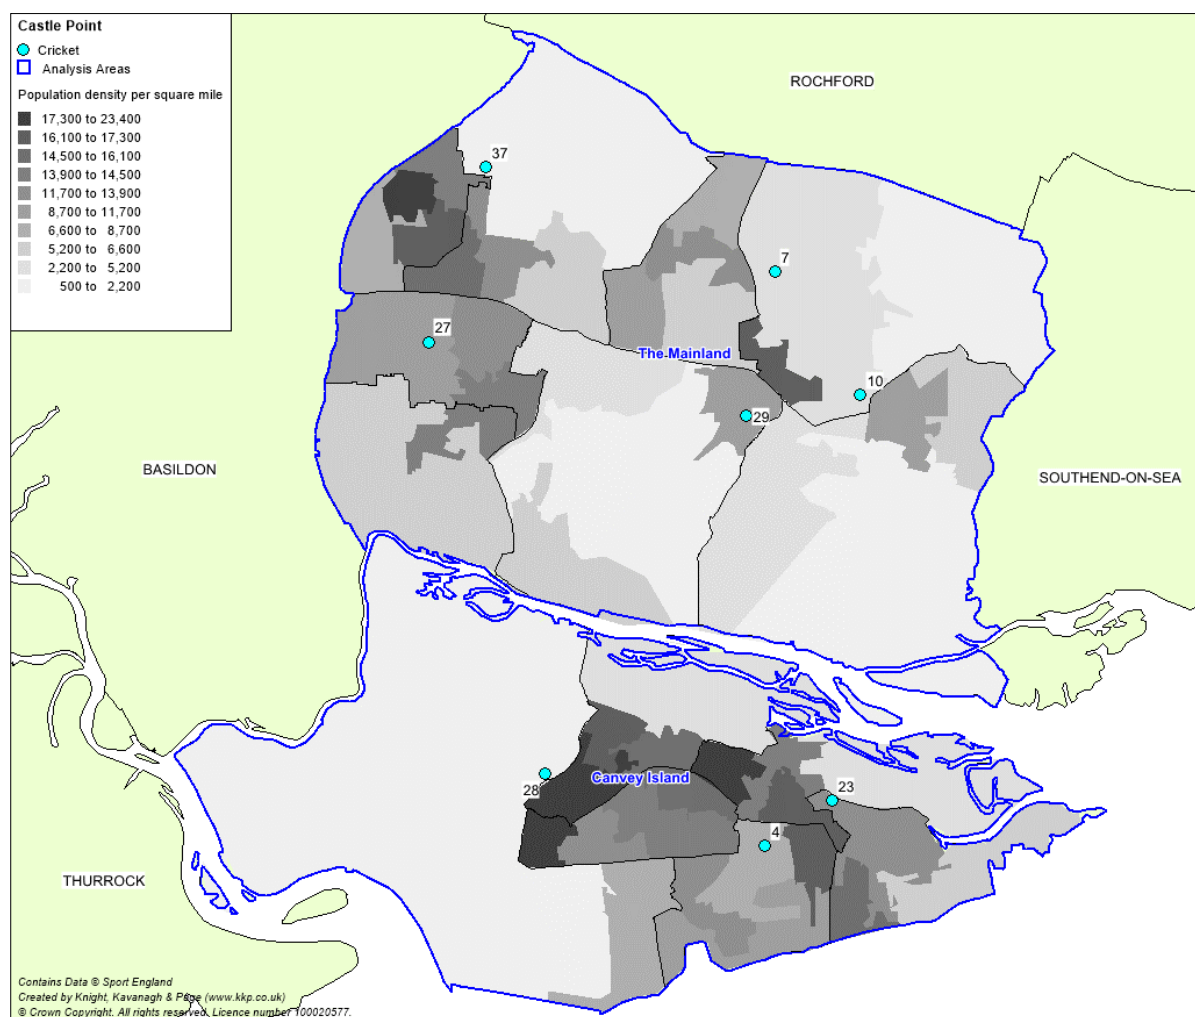 Castle Point
Cricket
Analysis Areas
Population density per square mile
17,300 to 23,400
16,100 to 17,300
14,500 to 16,100
13,900 to 14,500
11,700 to 13,900
8,700 to 11,700
6,600 to 8,700
5,200 to 6,600
2,200 to 5,200
500 to 2,200
ROCHFORD
37
7
27
The Mainland
10
29
BASILDON
SOUTHEND-ON-SEA
Canvey Island
28
23
4
THURROCK
Contains Data ® Sport England
Created by Knight, Kavanagh & Page (www.kkp.co.uk)
© Crown Copyright. All rights reserved. Licence number 100020577.